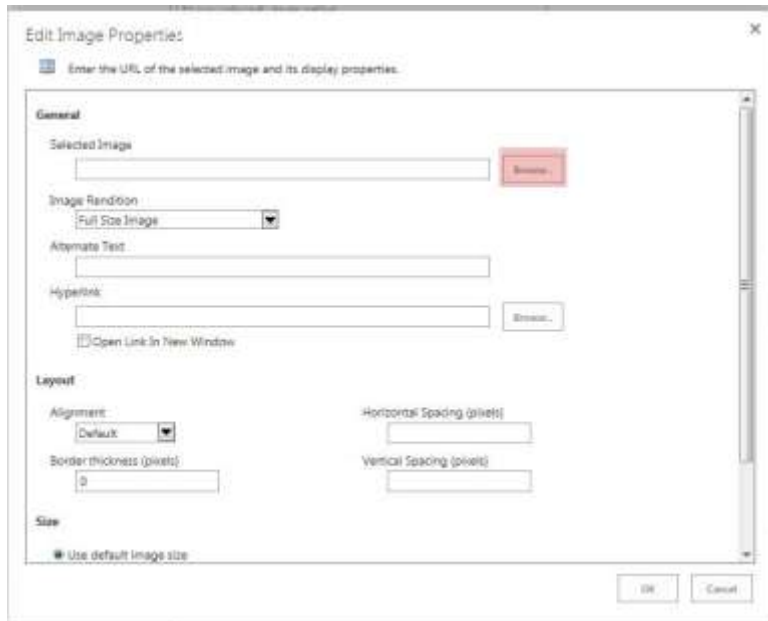 Edit Image Properties
Enter the URL of the selected image and its display properties.
General
Selected Image
Browse...
Image Rendition
Full Size Image
Alternate Text
Hyperlink
Browse...
Open Link In New Window
Layout
Alignment
Horizontal Spacing (pixels)
Default
Border thickness (pixels)
Vertical Spacing (pixels)
0
Size
Use default image size
OK
Cancel